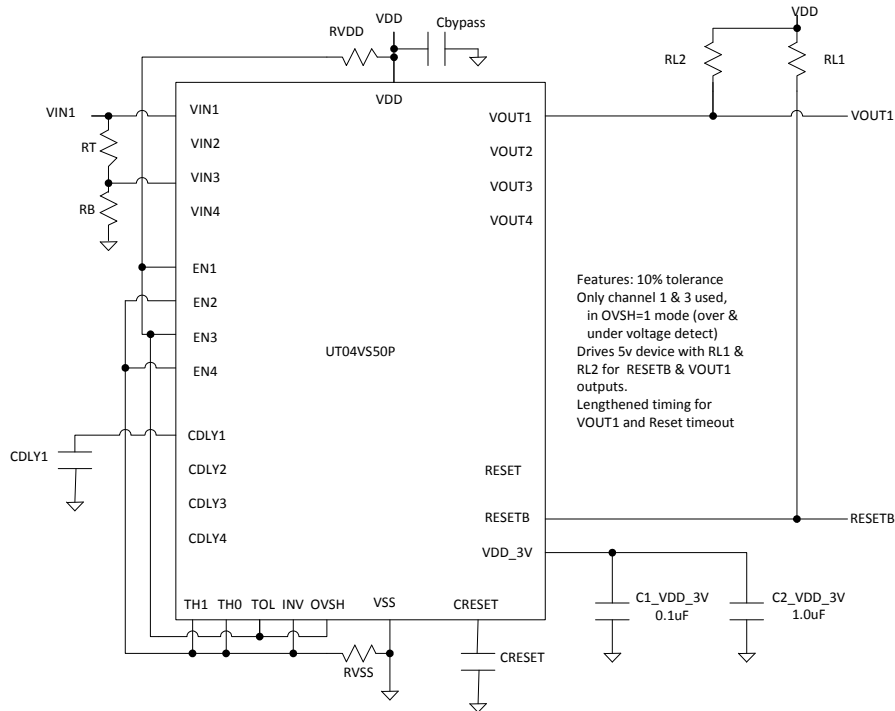 VDD
Cbypass
RVDD
VDD
RL2
RL1
VDD
VIN1
VIN1
VOUT1
VOUT1
RT
VIN2
VOUT2
VIN3
VOUT3
RB
VIN4
VOUT4
EN1
EN2
EN3
EN4
UT04VS50P
Features: 10% tolerance
Only channel 1 & 3 used,
in OVSH=1 mode (over &
under voltage detect)
Drives 5v device with RL1 &
RL2 for RESETB & VOUT1
outputs.
Lengthened timing for
VOUT1 and Reset timeout
CDLY1
CDLY1
CDLY2
RESET
CDLY3
RESETB
RESETB
CDLY4
VDD_3V
TH1 TH0 TOL INV OVSH
VSS
CRESET
C1_VDD_3V
0.1uF
C2_VDD_3V
1.0uF
RVSS
CRESET